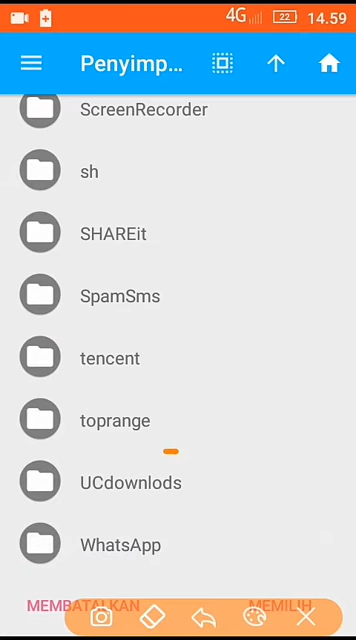 4G 22 14.59
Penyimp...
ScreenRecorder
sh
SHAREit
SpamSms
tencent
toprange
UCdownlods
WhatsApp
MEMBATALKAN MEMILIH